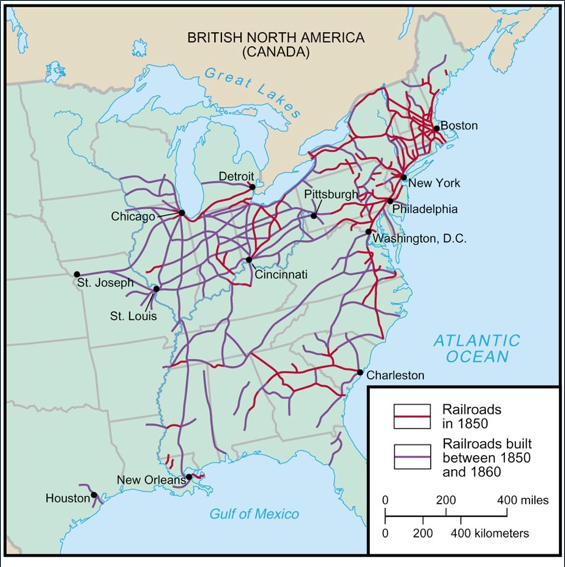 BRITISH NORTH AMERICA
(CANADA)
Great Lakes
Boston
Detroit
New York
Pittsburgh
Philadelphia
Chicago
Washington, D.C.
Cincinnati
St. Joseph
St. Louis
ATLANTIC
OCEAN
Charleston
Railroads
in 1850
Railroads built
between 1850
and 1860
New Orleans
Houston
Gulf of Mexico
0 200 400 miles
0 200 400 kilometers